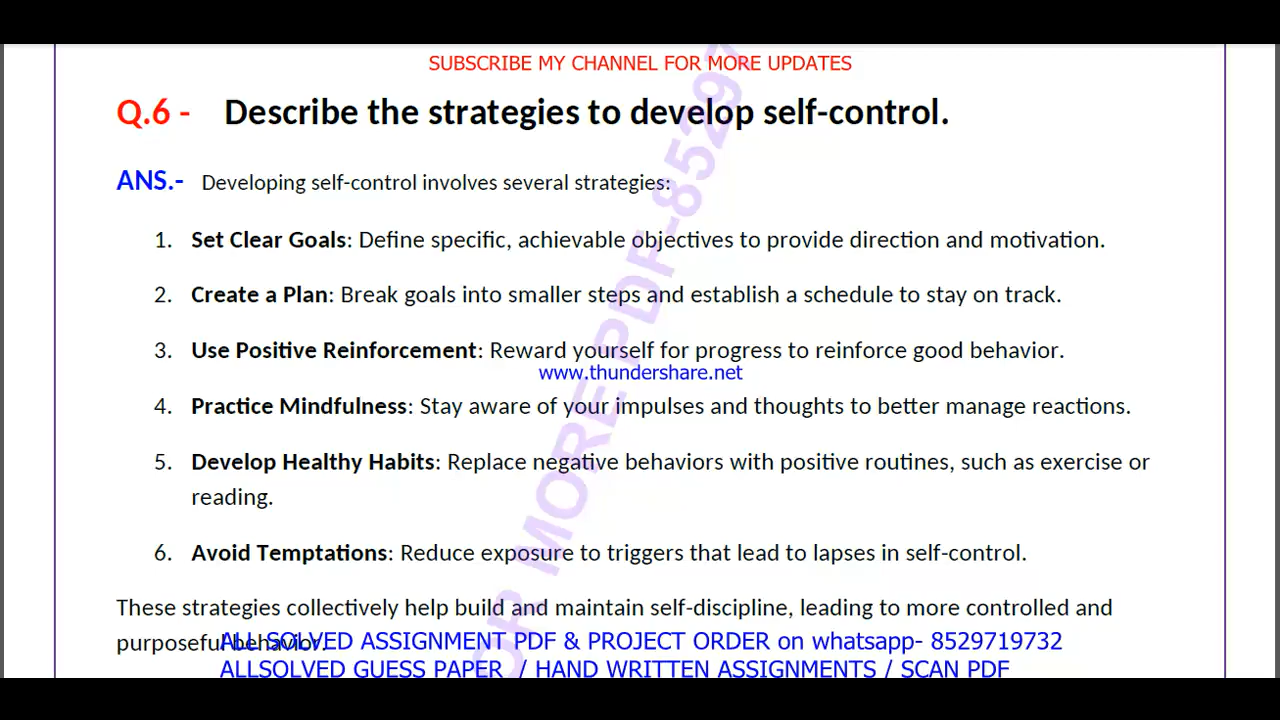 SUBSCRIBE MY CHANNEL FOR MORE UPDATES
Q.6 - Describe the strategies to develop self-control.
ANS.- Developing self-control involves several strategies:
1. Set Clear Goals: Define specific, achievable objectives to provide direction and motivation.
2. Create a Plan: Break goals into smaller steps and establish a schedule to stay on track.
3. Use Positive Reinforcement: Reward yourself for progress to reinforce good behavior.
www.thundershare.net
4. Practice Mindfulness: Stay aware of your impulses and thoughts to better manage reactions.
5. Develop Healthy Habits: Replace negative behaviors with positive routines, such as exercise or
reading.
6. Avoid Temptations: Reduce exposure to triggers that lead to lapses in self-control.
These strategies collectively help build and maintain self-discipline, leading to more controlled and
purposeful behavior.
ALL SOLVED ASSIGNMENT PDF & PROJECT ORDER on whatsapp- 8529719732
ALLSOLVED GUESS PAPER / HAND WRITTEN ASSIGNMENTS / SCAN PDF
OR MORE PDF-85297